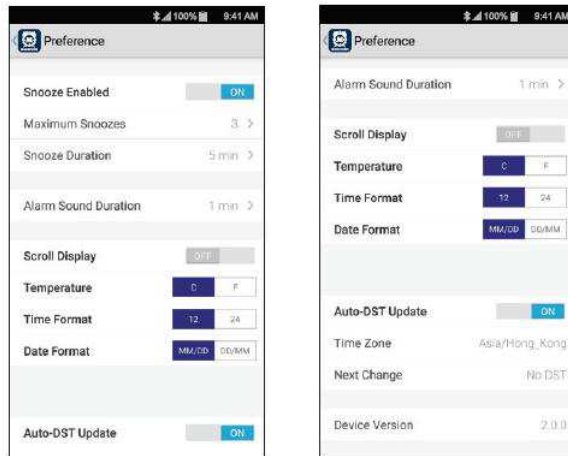 100% 9:41 AM
Preference
Snooze Enabled ON
Maximum Snoozes 3 >
Snooze Duration 5 min >
Alarm Sound Duration 1 min >
Scroll Display OFF
Temperature C F
Time Format 12 24
Date Format MM/DD DD/MM
Auto-DST Update ON
100% 9:41 AM
Preference
Alarm Sound Duration 1 min >
Scroll Display OFF
Temperature C F
Time Format 12 24
Date Format MM/DD DD/MM
Auto-DST Update ON
Time Zone Asia/Hong_Kong
Next Change No DST
Device Version 2.0.0